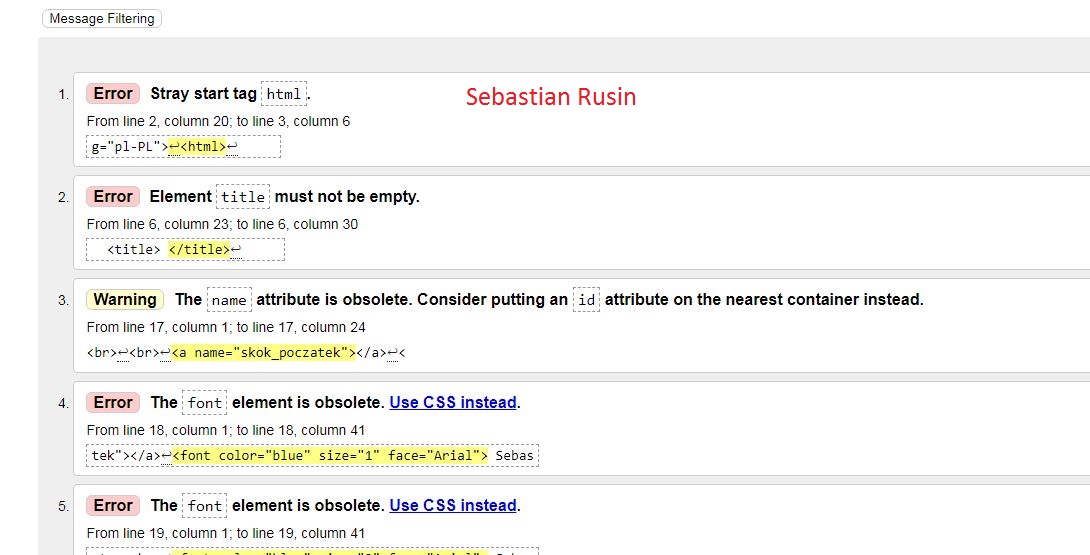 Message Filtering
1. Error Stray start tag html. Sebastian Rusin
From line 2, column 20; to line 3, column 6
g="pl-PL">↩<html>↩
2. Error Element title must not be empty.
From line 6, column 23; to line 6, column 30
<title> </title>↩
3. Warning The name attribute is obsolete. Consider putting an id attribute on the nearest container instead.
From line 17, column 1; to line 17, column 24
<br>↩<br>↩<a name="skok_poczatek"></a>↩<
4. Error The font element is obsolete. Use CSS instead.
From line 18, column 1; to line 18, column 41
tek"></a>↩<font color="blue" size="1" face="Arial"> Sebas
5. Error The font element is obsolete. Use CSS instead.
From line 19, column 1; to line 19, column 41